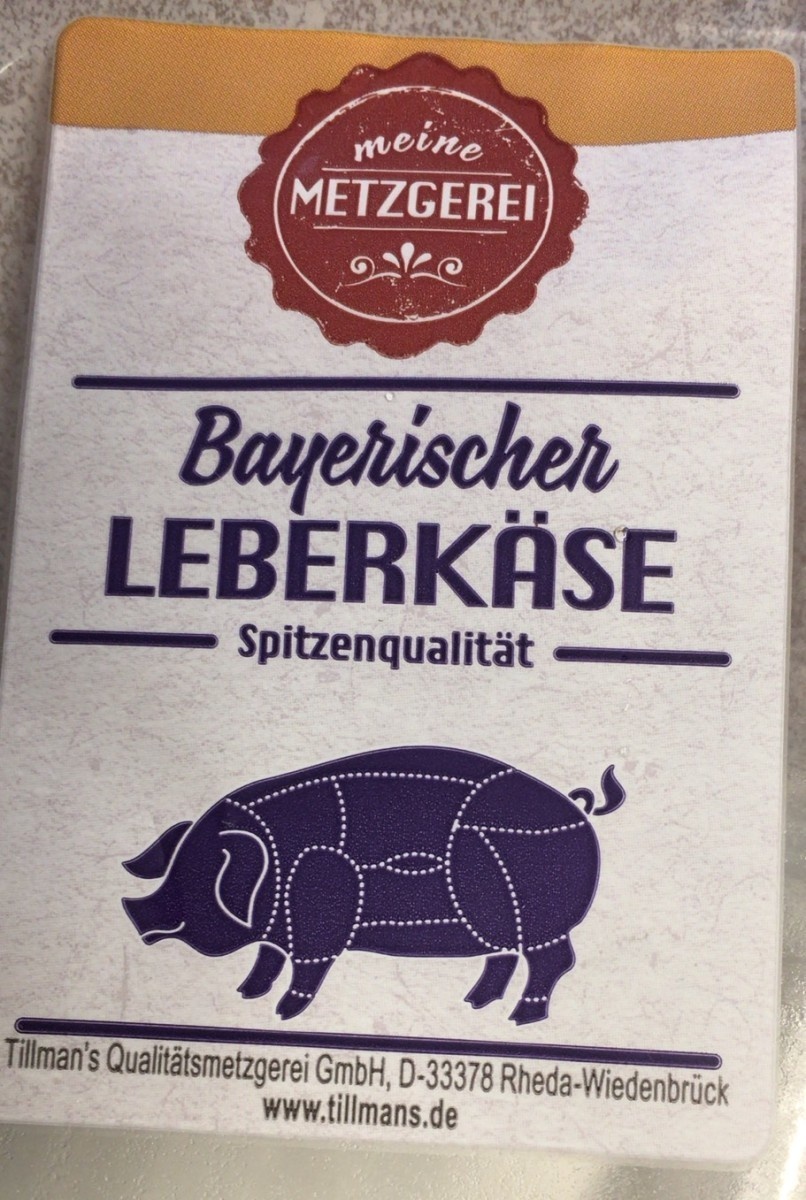 meine
METZGEREI
Bayerischer
LEBERKÄSE
Spitzenqualität
Tillman's Qualitätsmetzgerei GmbH, D-33378 Rheda-Wiedenbrück
www.tillmans.de